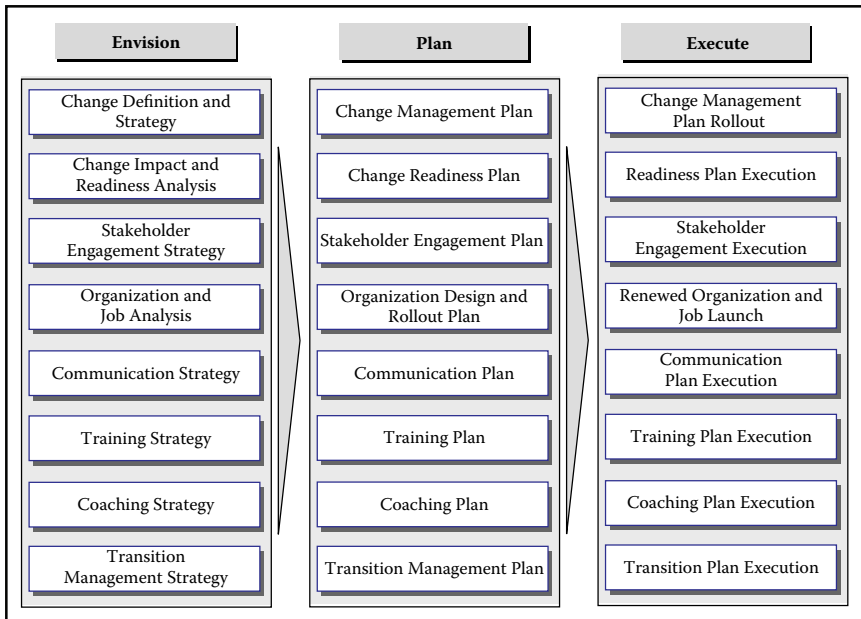 Envision
Change Definition and
Strategy
Change Impact and
Readiness Analysis
Stakeholder
Engagement Strategy
Organization and
Job Analysis
Communication Strategy
Training Strategy
Coaching Strategy
Transition
Management Strategy
Plan
Change Management Plan
Change Readiness Plan
Stakeholder Engagement Plan
Organization Design and
Rollout Plan
Communication Plan
Training Plan
Coaching Plan
Transition Management Plan
Execute
Change Management
Plan Rollout
Readiness Plan Execution
Stakeholder
Engagement Execution
Renewed Organization and
Job Launch
Communication
Plan Execution
Training Plan Execution
Coaching Plan Execution
Transition Plan Execution